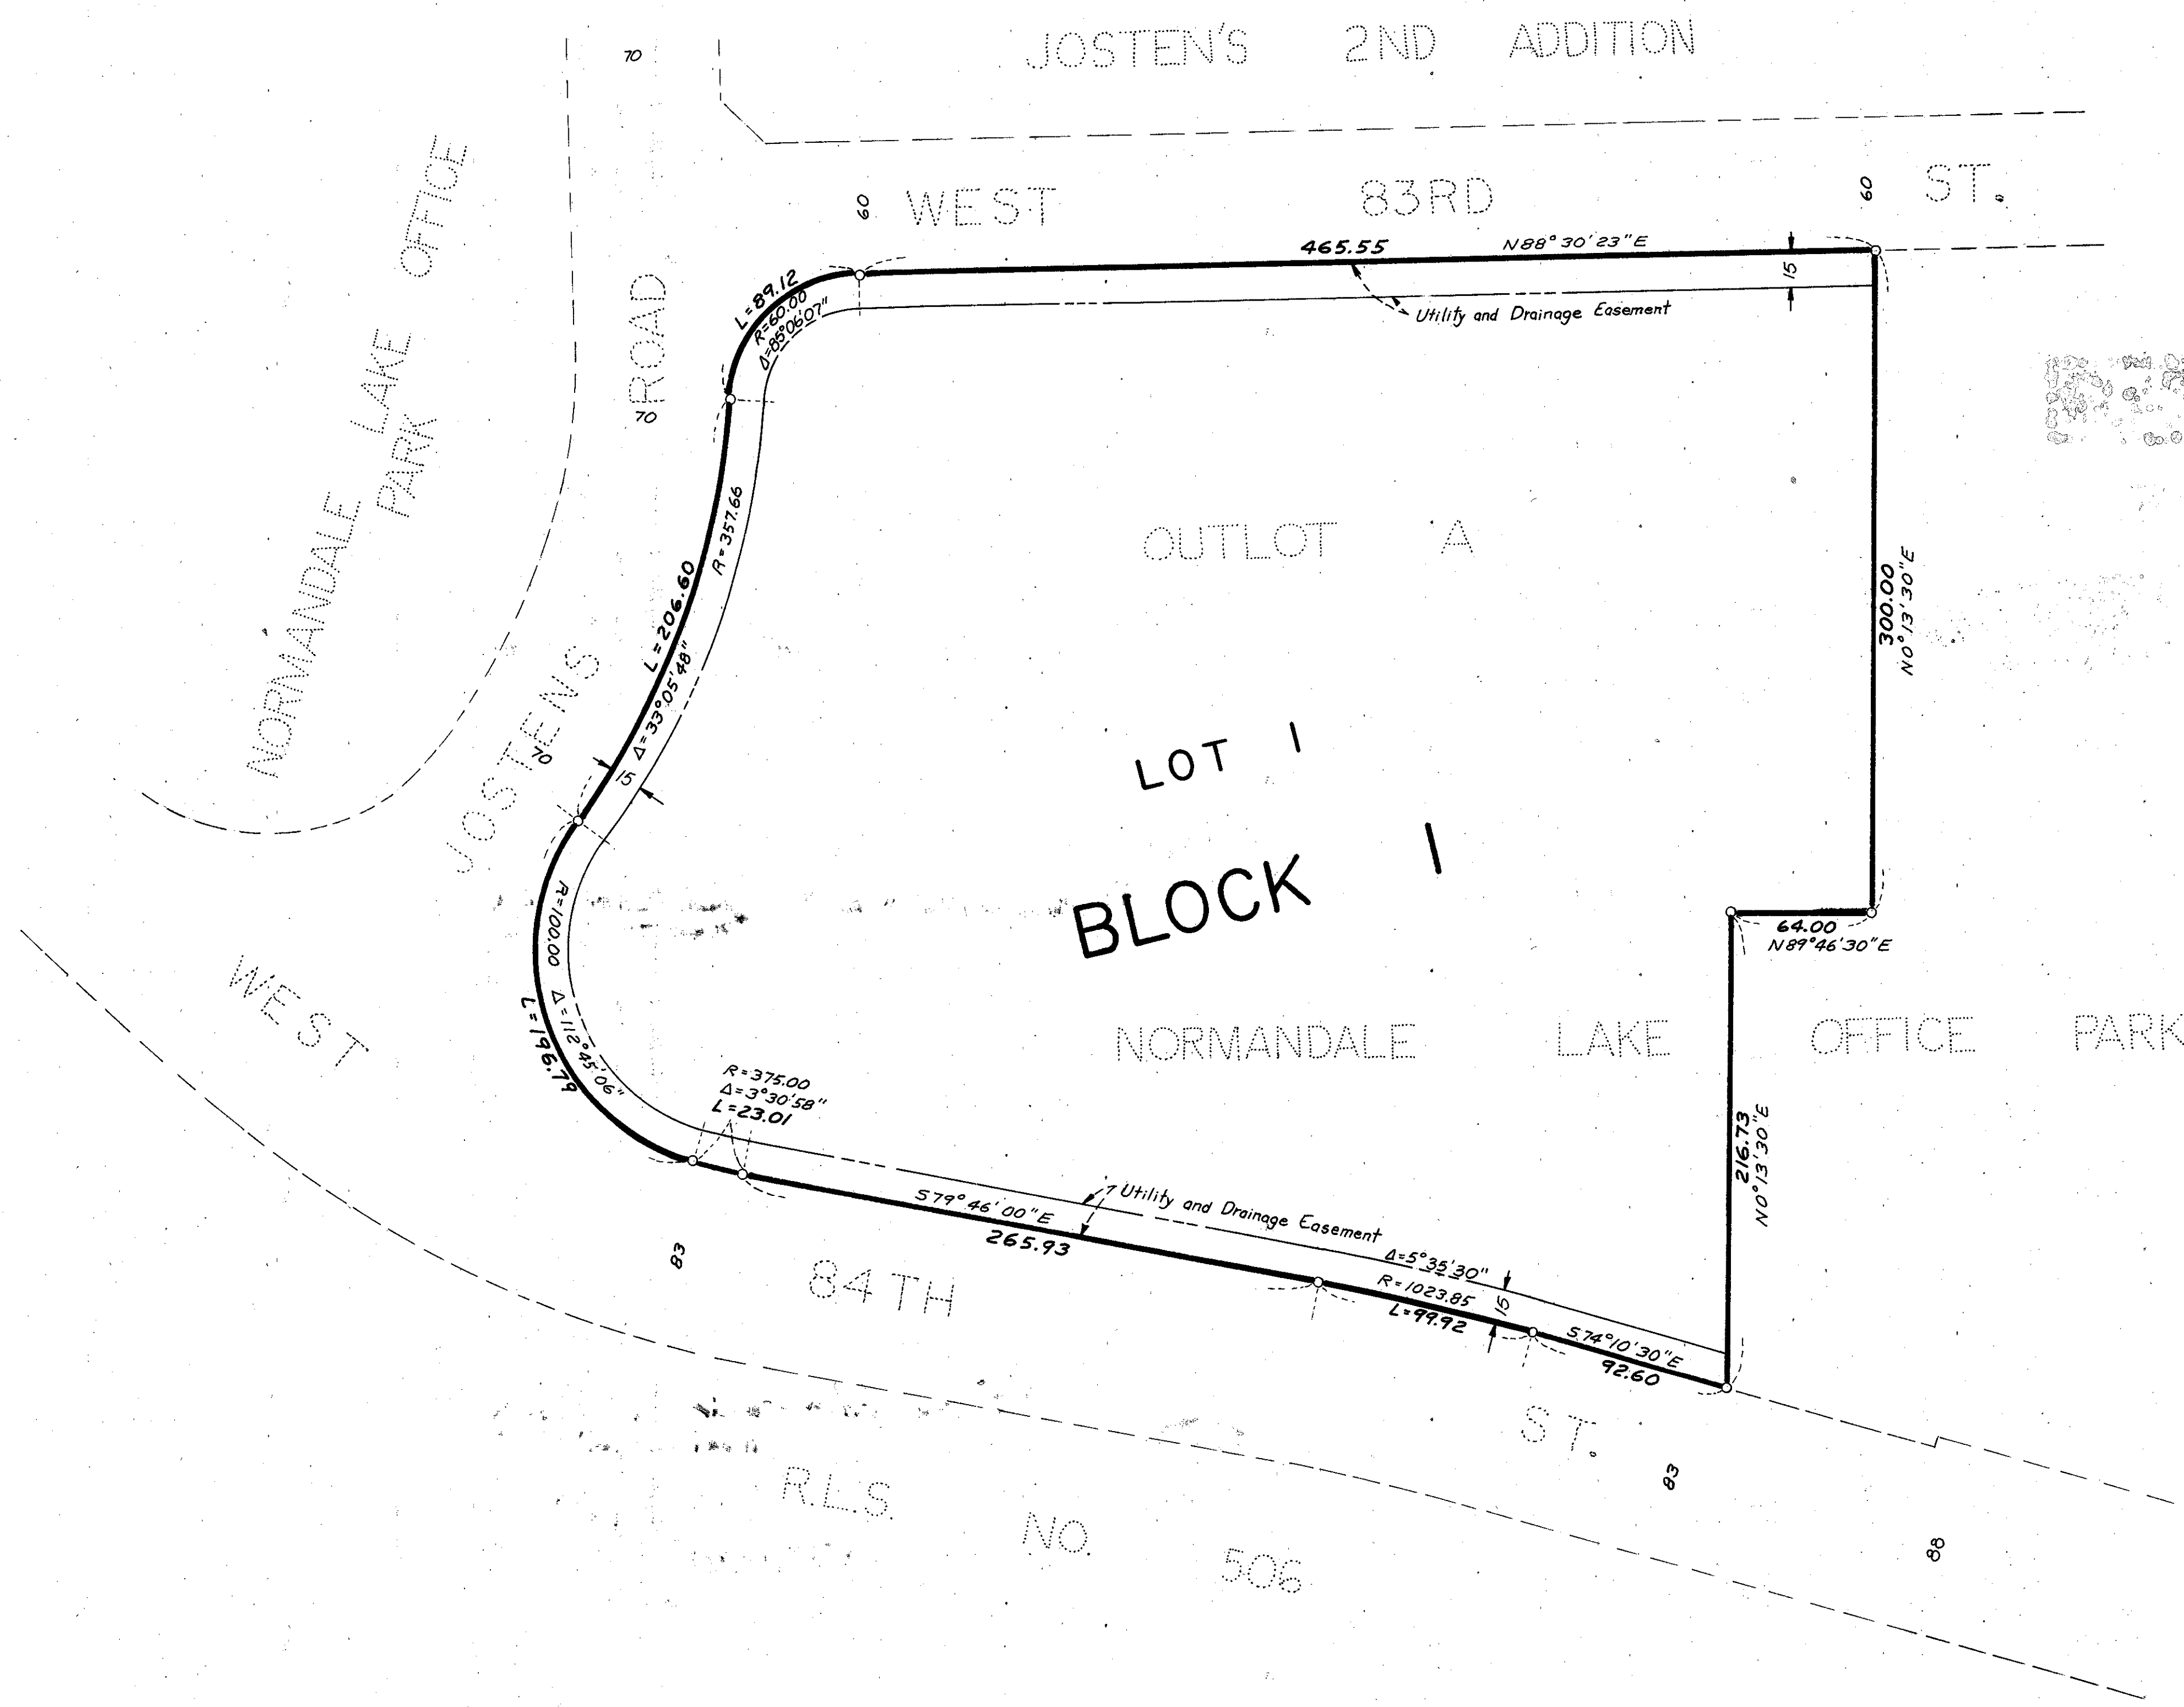 JOSTEN'S 2ND ADDITION
70
WEST 83RD ST.
60
60
465.55
N88°30'23"E
15
Utility and Drainage Easement
L=89.12
R=60.00
Δ=85°06'07"
NORMANDALE LAKE OFFICE
PARK
JOSTENS ROAD
70
R=357.66
L=206.60
Δ=33°05'48"
70
15
OUTLOT A
300.00
N0°13'30"E
LOT 1
BLOCK 1
64.00
N89°46'30"E
R=100.00 Δ=112°45'06"
L=196.79
NORMANDALE LAKE OFFICE PARK
R=375.00
Δ=3°30'58"
L=23.01
216.73
N0°13'30"E
Utility and Drainage Easement
S79°46'00"E
265.93
Δ=5°35'30"
R=1023.85
L=99.92
15
S74°10'30"E
92.60
WEST 84TH ST.
83
83
88
R.L.S. NO. 506